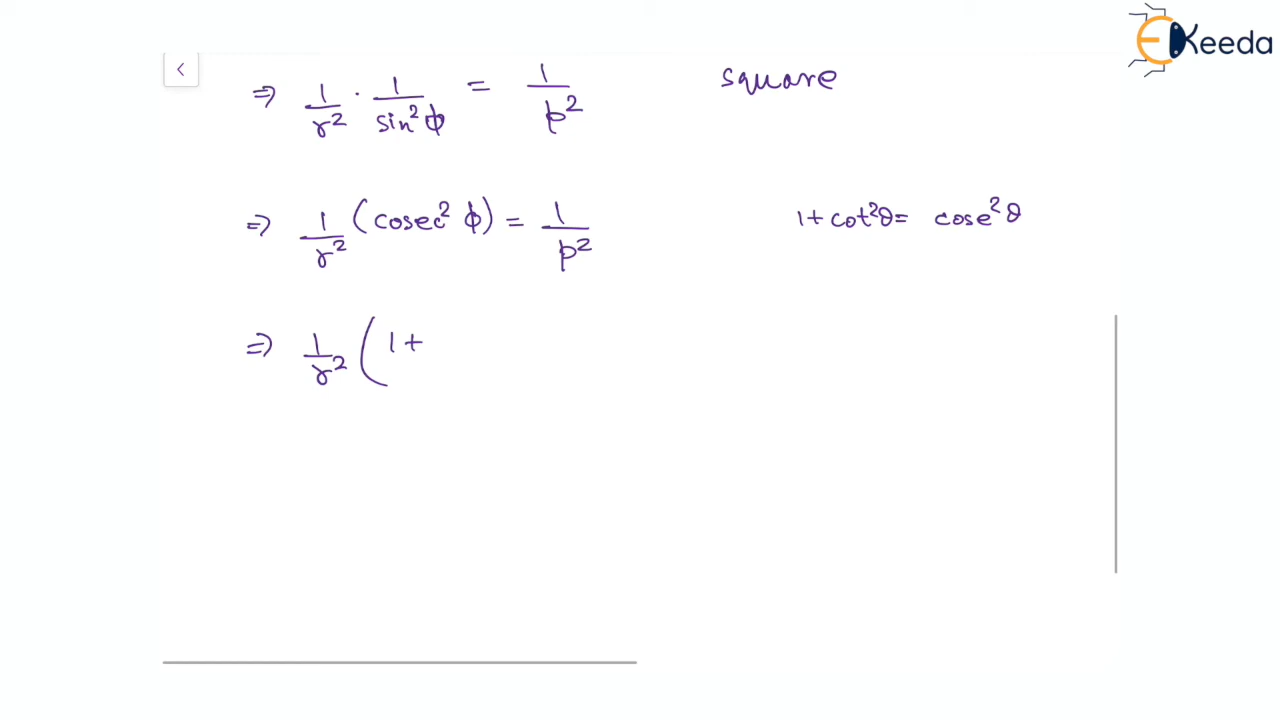 EKeeda
⇒ 1/r² · 1/sin²ϕ = 1/p² square
⇒ 1/r² (cosec² ϕ) = 1/p² 1+cot²θ= cose²θ
⇒ 1/r² ( 1+